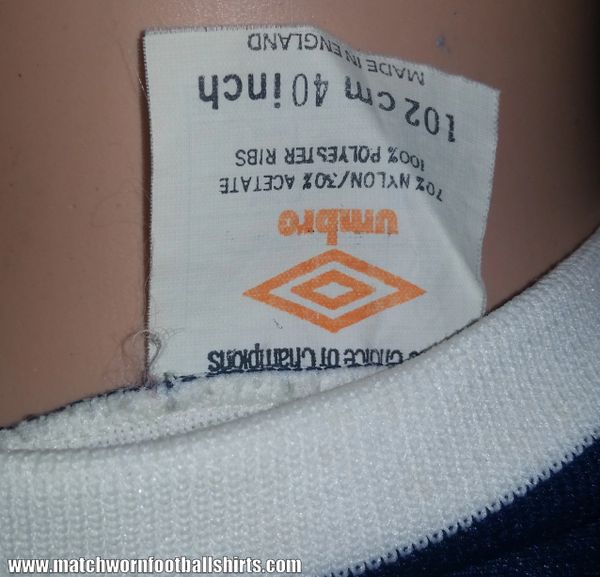 Choice of Champions
umbro
70% NYLON/30% ACETATE
100% POLYESTER RIBS
102 cm 40 inch
MADE IN ENGLAND
www.matchwornfootballshirts.com